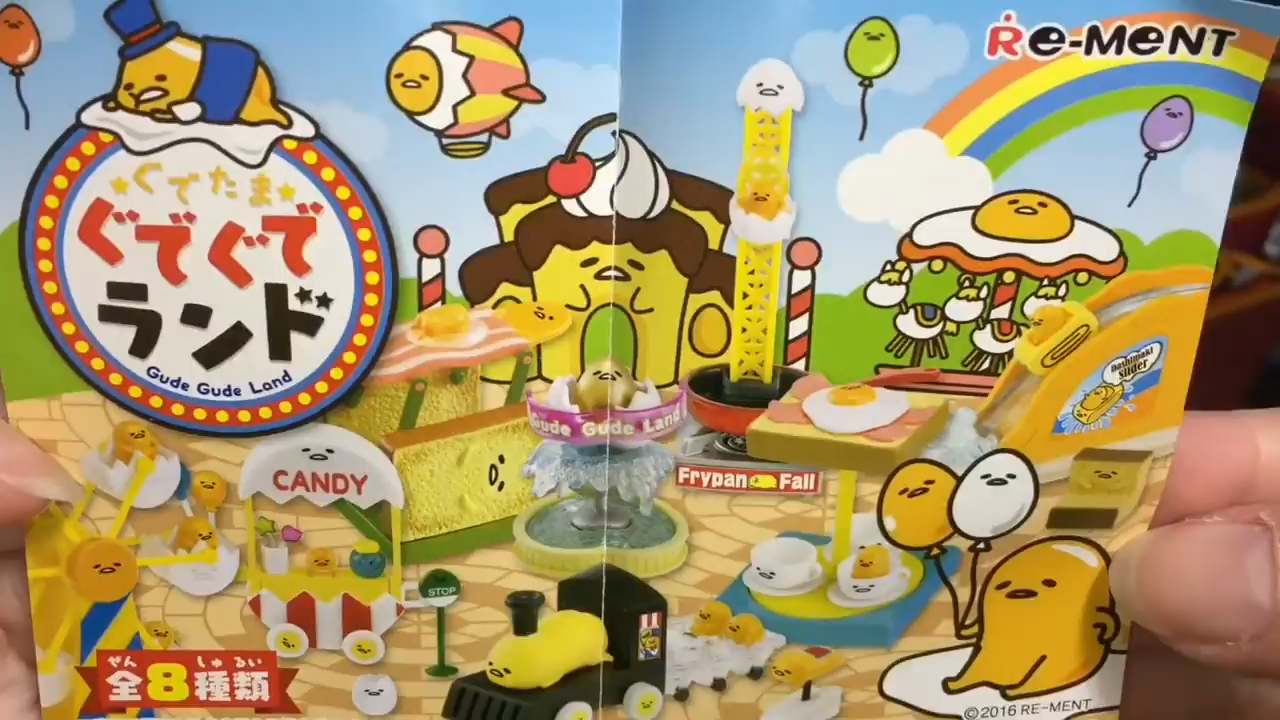 Re-MeNT
ぐでたま
ぐでぐで
ランド
Gude Gude Land
Dashimaki
slider
Gude Gude Land
CANDY
Frypan Fall
STOP
ぜん しゅるい
全8種類
©2016 RE-MENT